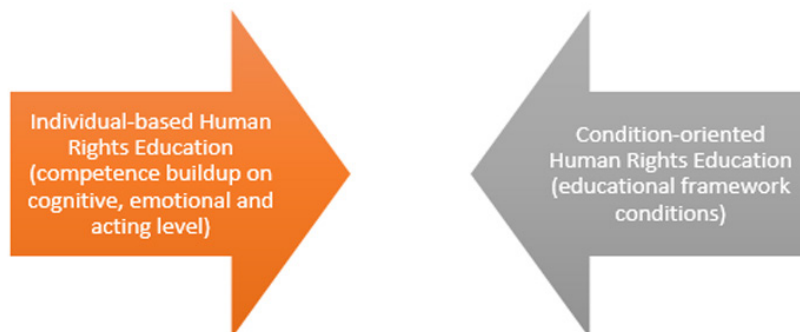 Individual-based Human
Rights Education
(competence buildup on
cognitive, emotional and
acting level)
Condition-oriented
Human Rights Education
(educational framework
conditions)